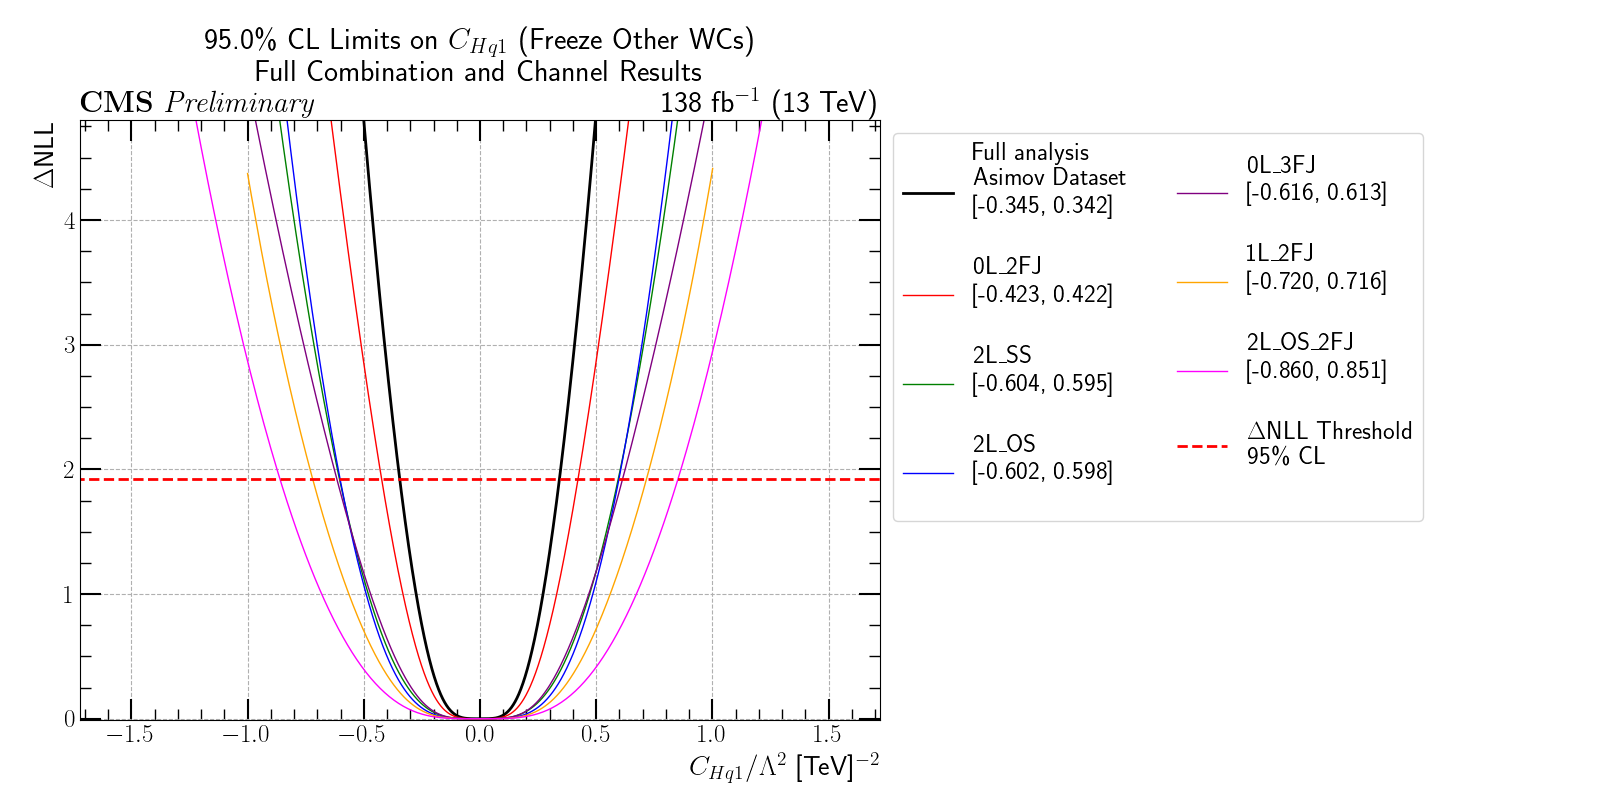 95.0% CL Limits on C_{Hq1} (Freeze Other WCs)
Full Combination and Channel Results
CMS Preliminary
138 fb^{-1} (13 TeV)
ΔNLL
4
3
2
1
0
−1.5
−1.0
−0.5
0.0
0.5
1.0
1.5
C_{Hq1}/Λ^2 [TeV]^{−2}
Full analysis
Asimov Dataset
[-0.345, 0.342]
0L_2FJ
[-0.423, 0.422]
2L_SS
[-0.604, 0.595]
2L_OS
[-0.602, 0.598]
0L_3FJ
[-0.616, 0.613]
1L_2FJ
[-0.720, 0.716]
2L_OS_2FJ
[-0.860, 0.851]
ΔNLL Threshold
95% CL